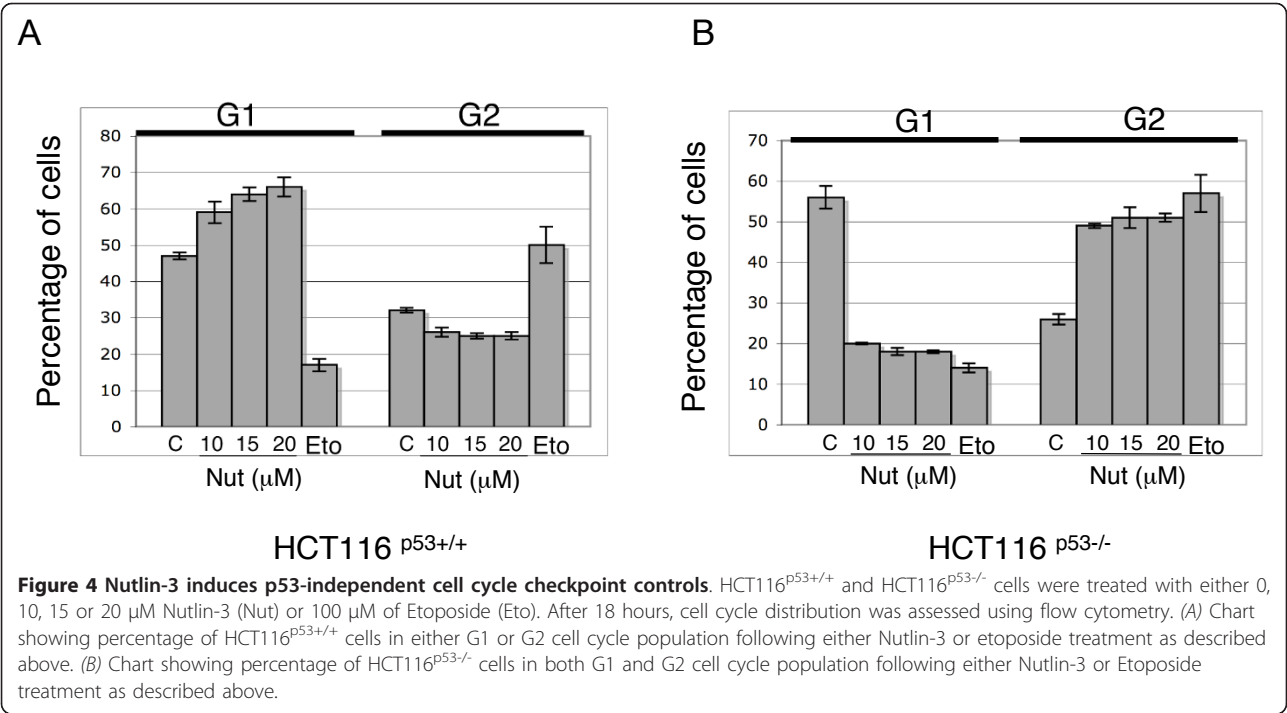 A
B
G1 G2
Percentage of cells
80
70
60
50
40
30
20
10
0
C 10 15 20 Eto C 10 15 20 Eto
Nut (μM) Nut (μM)
HCT116 p53+/+
G1 G2
Percentage of cells
70
60
50
40
30
20
10
0
C 10 15 20 Eto C 10 15 20 Eto
Nut (μM) Nut (μM)
HCT116 p53-/-
Figure 4 Nutlin-3 induces p53-independent cell cycle checkpoint controls. HCT116p53+/+ and HCT116p53-/- cells were treated with either 0,
10, 15 or 20 μM Nutlin-3 (Nut) or 100 μM of Etoposide (Eto). After 18 hours, cell cycle distribution was assessed using flow cytometry. (A) Chart
showing percentage of HCT116p53+/+ cells in either G1 or G2 cell cycle population following either Nutlin-3 or etoposide treatment as described
above. (B) Chart showing percentage of HCT116p53-/- cells in both G1 and G2 cell cycle population following either Nutlin-3 or Etoposide
treatment as described above.